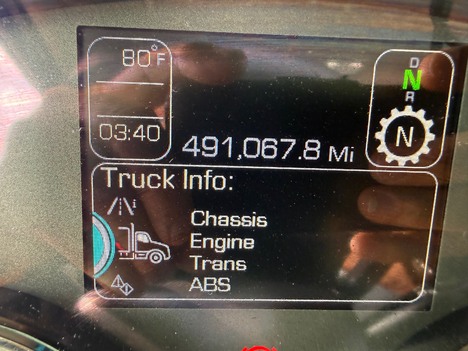 80°F
03:40
491,067.8 Mi
D
N
R
N
Truck Info:
i
Chassis
Engine
Trans
ABS